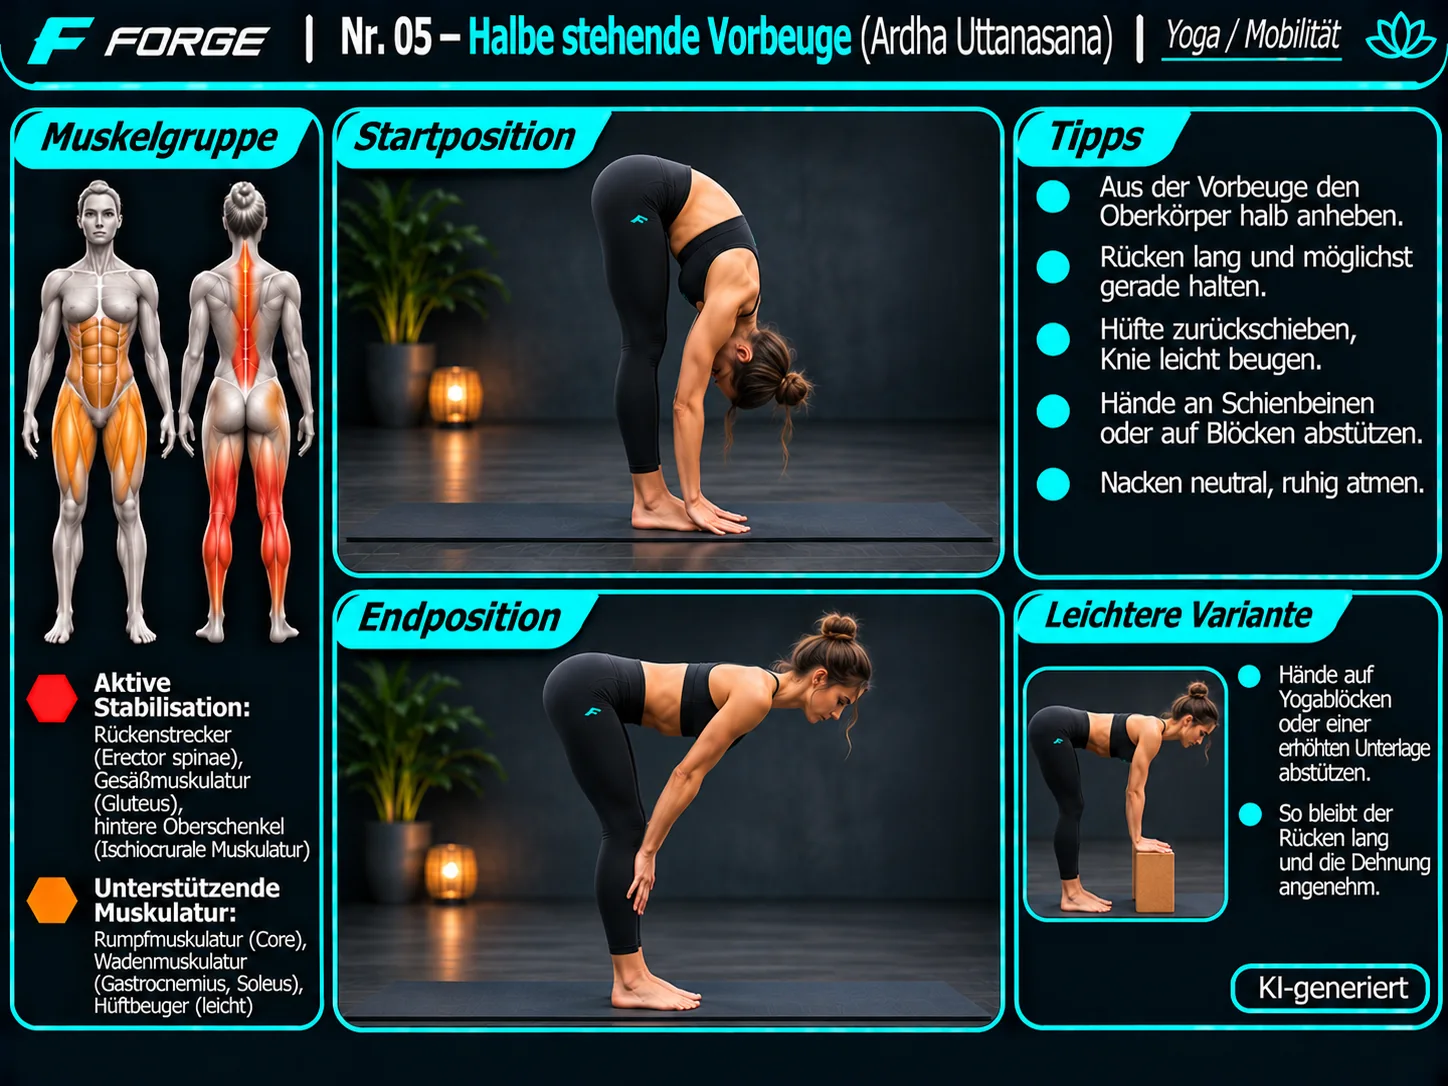 FORGE | Nr. 05 – Halbe stehende Vorbeuge (Ardha Uttanasana) | Yoga / Mobilität
Muskelgruppe
Aktive
Stabilisation:
Rückenstrecker
(Erector spinae),
Gesäßmuskulatur
(Gluteus),
hintere Oberschenkel
(Ischiocrurale Muskulatur)
Unterstützende
Muskulatur:
Rumpfmuskulatur (Core),
Wadenmuskulatur
(Gastrocnemius, Soleus),
Hüftbeuger (leicht)
Startposition
Endposition
Tipps
Aus der Vorbeuge den
Oberkörper halb anheben.
Rücken lang und möglichst
gerade halten.
Hüfte zurückschieben,
Knie leicht beugen.
Hände an Schienbeinen
oder auf Blöcken abstützen.
Nacken neutral, ruhig atmen.
Leichtere Variante
Hände auf
Yogablöcken
oder einer
erhöhten Unterlage
abstützen.
So bleibt der
Rücken lang
und die Dehnung
angenehm.
KI-generiert